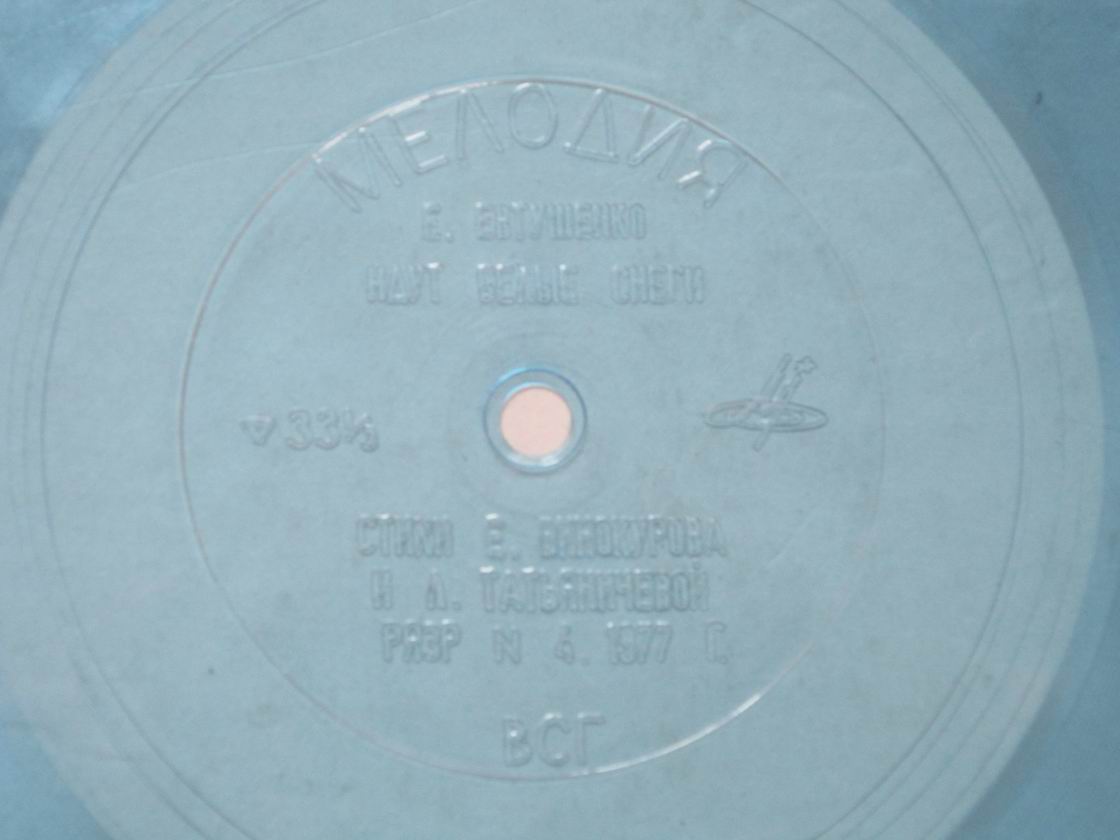 МЕЛОДИЯ
Е. ЕВТУШЕНКО
ИДУТ БЕЛЫЕ СНЕГИ
▽ 33⅓
СТИХИ Е. ВИНОКУРОВА
И Л. ТАТЬЯНИЧЕВОЙ
РЯЗР N 4. 1977 Г.
ВСГ